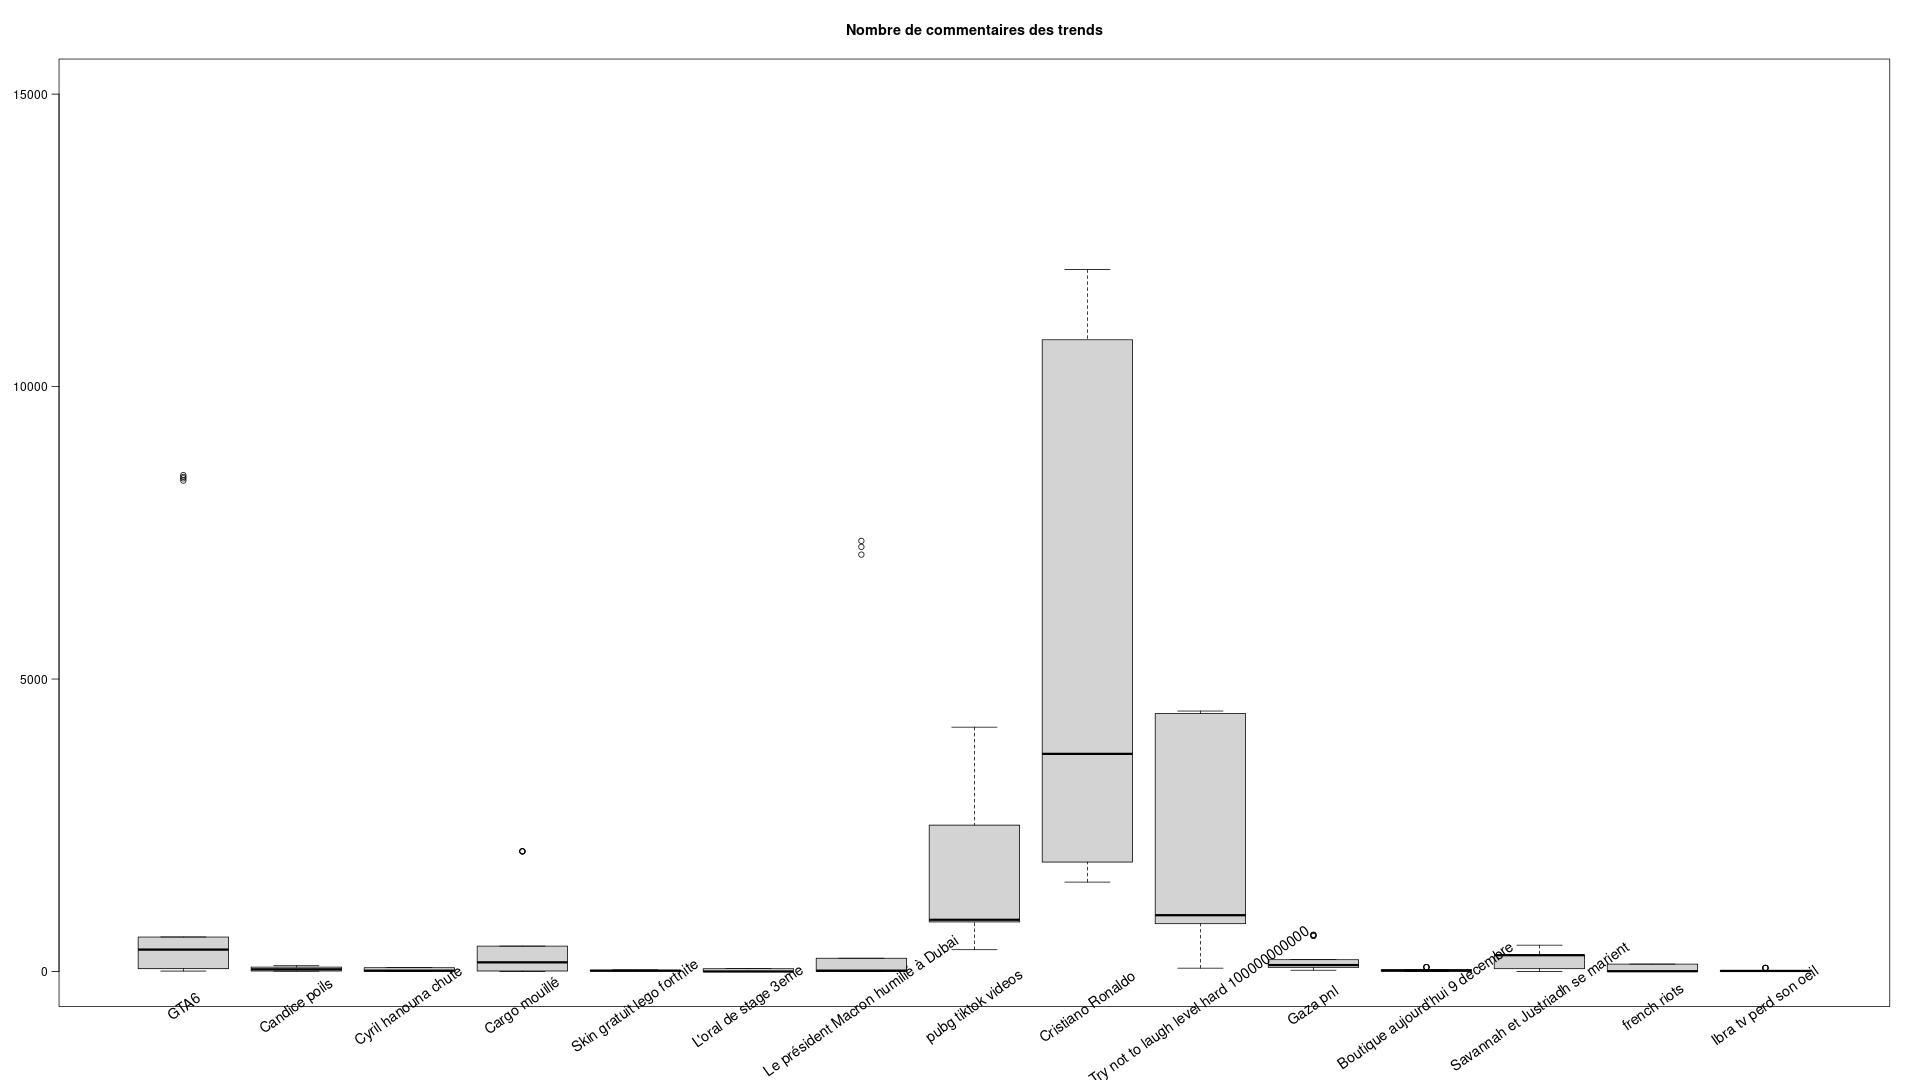 Nombre de commentaires des trends
15000
10000
5000
0
GTA6
Candice poils
Cyril hanouna chute
Cargo mouillé
Skin gratuit lego fortnite
L'oral de stage 3eme
Le président Macron humilié à Dubai
pubg tiktok videos
Cristiano Ronaldo
Try not to laugh level hard 100000000000
Gaza pnl
Boutique aujourd'hui 9 décembre
Savannah et Justriadh se marient
french riots
Ibra tv perd son oeil